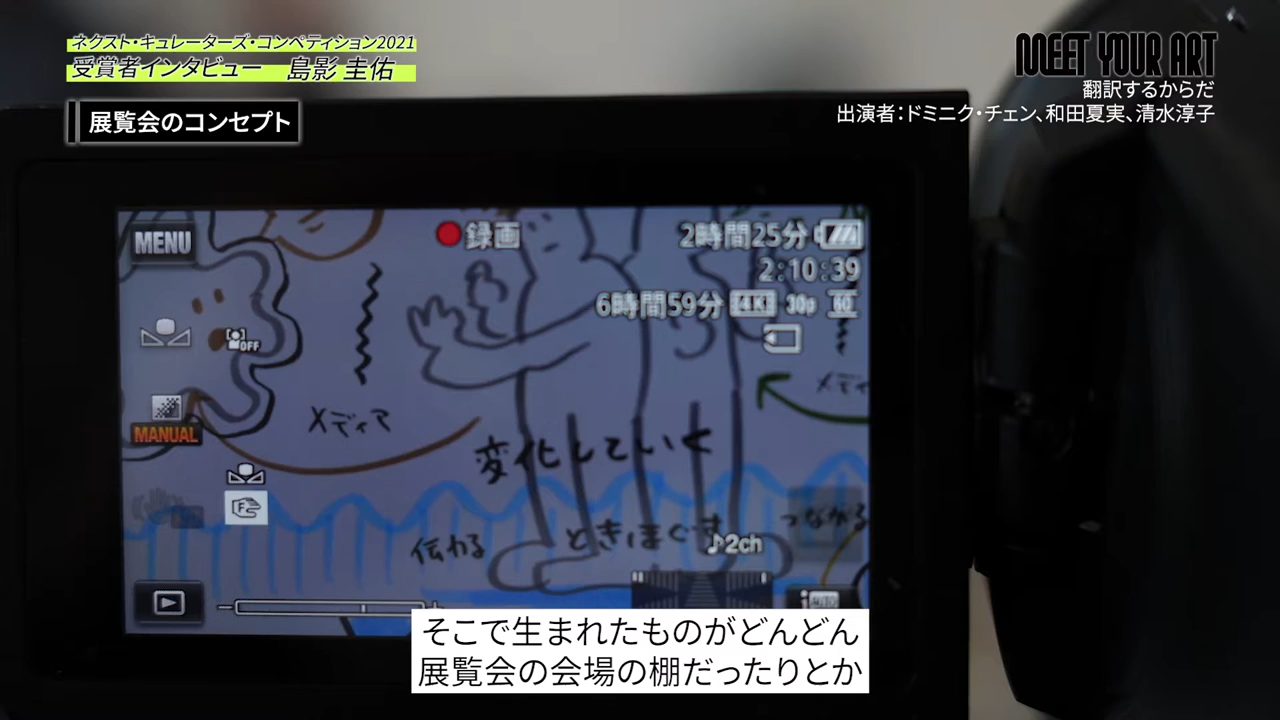 ネクスト・キュレーターズ・コンペティション2021
受賞者インタビュー 島影 圭佑
展覧会のコンセプト
MEET YOUR ART
翻訳するからだ
出演者：ドミニク・チェン、和田夏実、清水淳子
MENU
録画
2時間25分
2:10:39
6時間59分 4K 30p 60
OFF
MANUAL
メディア
メディ
変化していく
F
伝わる
ときほぐす
つながる
♪2ch
i AUTO
そこで生まれたものがどんどん
展覧会の会場の棚だったりとか